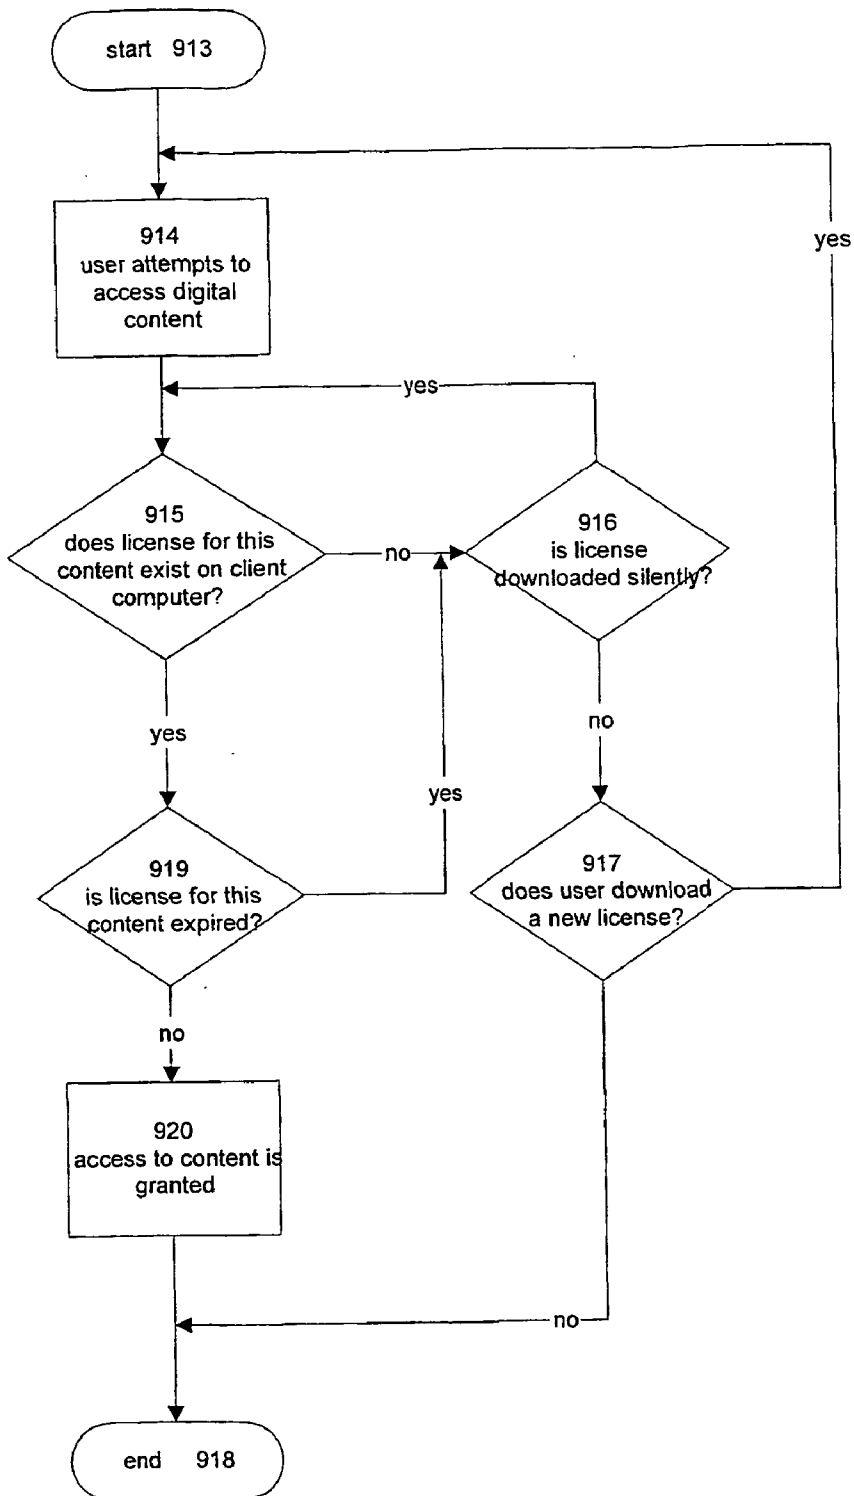 start 913
yes
914
user attempts to
access digital
content
yes
915
does license for this
content exist on client
computer?
no
916
is license
downloaded silently?
yes
no
yes
919
is license for this
content expired?
917
does user download
a new license?
no
920
access to content is
granted
no
end 918